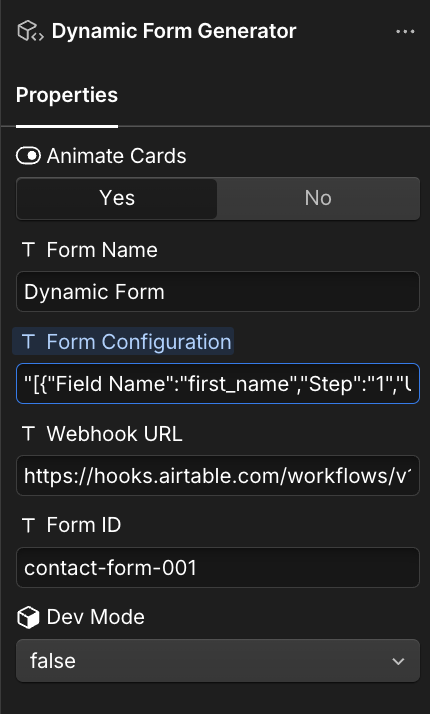 Dynamic Form Generator
Properties
Animate Cards
Yes No
Form Name
Dynamic Form
Form Configuration
"[{"Field Name":"first_name","Step":"1","U
Webhook URL
https://hooks.airtable.com/workflows/v1
Form ID
contact-form-001
Dev Mode
false